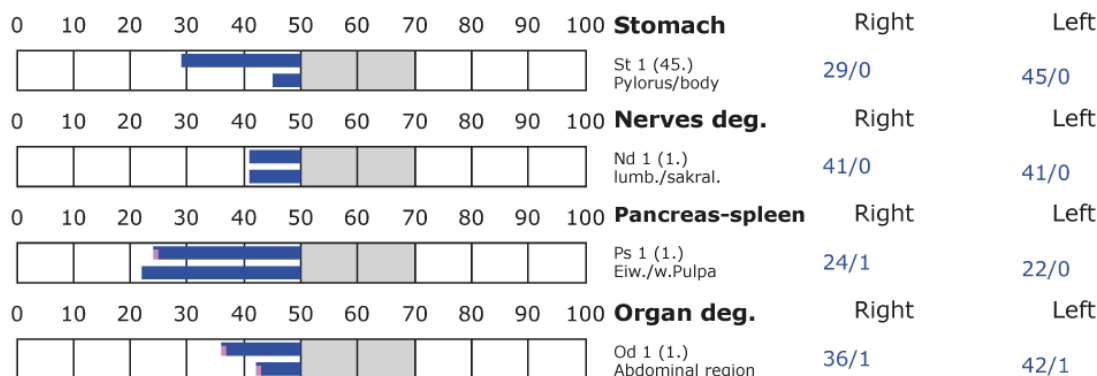 0 10 20 30 40 50 60 70 80 90 100 Stomach Right Left
St 1 (45.) 29/0 45/0
Pylorus/body
0 10 20 30 40 50 60 70 80 90 100 Nerves deg. Right Left
Nd 1 (1.) 41/0 41/0
lumb./sakral.
0 10 20 30 40 50 60 70 80 90 100 Pancreas-spleen Right Left
Ps 1 (1.) 24/1 22/0
Eiw./w.Pulpa
0 10 20 30 40 50 60 70 80 90 100 Organ deg. Right Left
Od 1 (1.) 36/1 42/1
Abdominal region